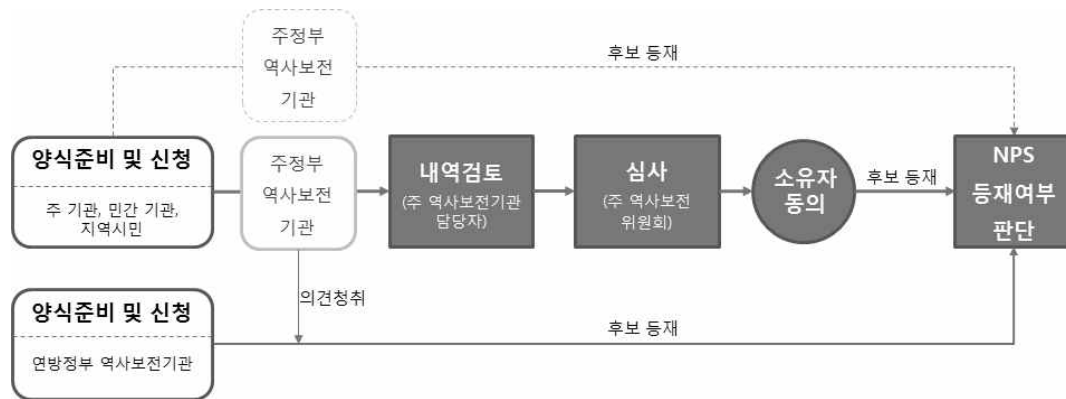 주정부
역사보전
기관
후보 등재
양식준비 및 신청
주 기관, 민간 기관,
지역시민
주정부
역사보전
기관
내역검토
(주 역사보전기관
담당자)
심사
(주 역사보전
위원회)
소유자
동의
후보 등재
NPS
등재여부
판단
의견청취
양식준비 및 신청
연방정부 역사보전기관
후보 등재